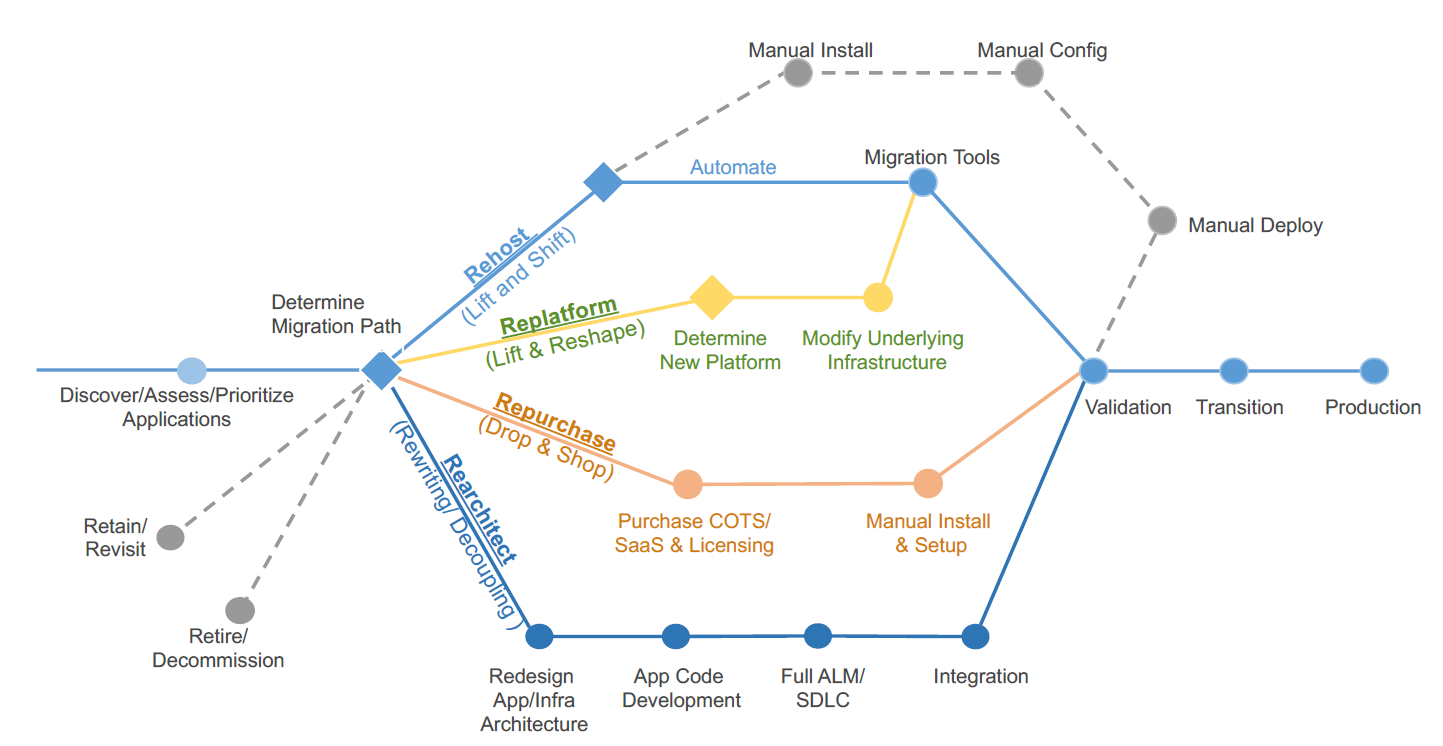 Manual Install
Manual Config
Automate
Migration Tools
Manual Deploy
Rehost
(Lift and Shift)
Determine
Migration Path
Replatform
(Lift & Reshape)
Determine
New Platform
Modify Underlying
Infrastructure
Discover/Assess/Prioritize
Applications
Validation
Transition
Production
Repurchase
(Drop & Shop)
Rearchitect
(Rewriting/ Decoupling )
Retain/
Revisit
Purchase COTS/
SaaS & Licensing
Manual Install
& Setup
Retire/
Decommission
Redesign
App/Infra
Architecture
App Code
Development
Full ALM/
SDLC
Integration